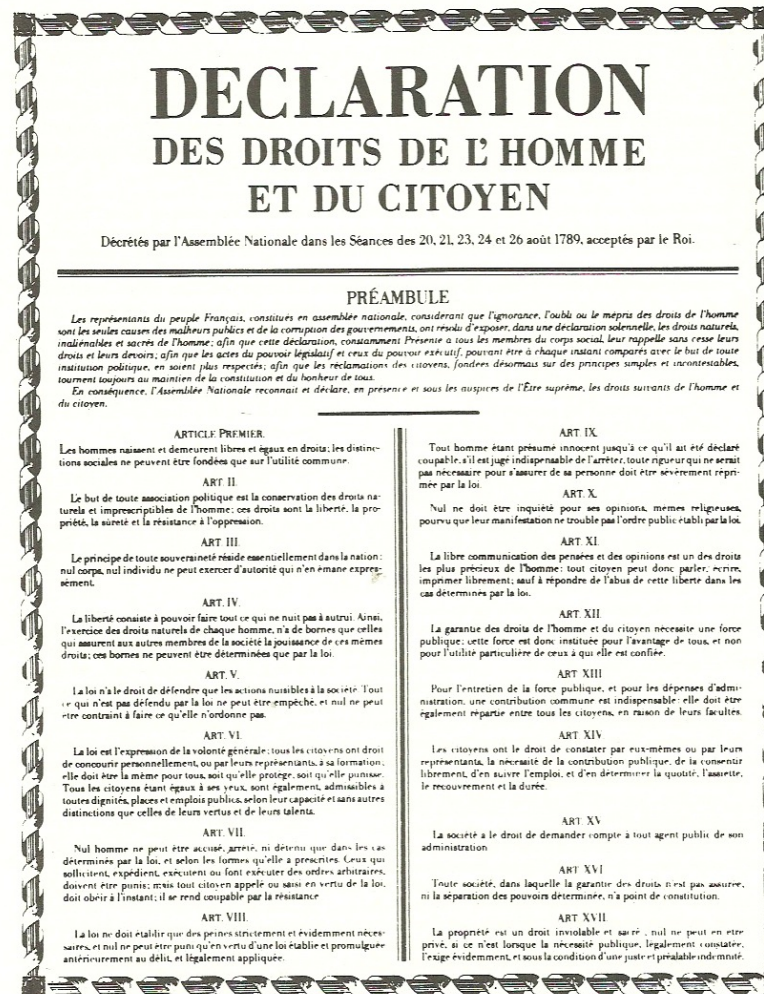 DECLARATION
DES DROITS DE L'HOMME
ET DU CITOYEN
Décrétés par l'Assemblée Nationale dans les Séances des 20, 21, 23, 24 et 26 août 1789, acceptés par le Roi.
PRÉAMBULE
Les représentants du peuple Français, constitués en assemblée nationale, considerant que l'ignorance, l'oubli ou le mépris des droits de l'homme
sont les seules causes des malheurs publics et de la corruption des gouvernements, ont résolu d'exposer, dans une déclaration solennelle, les droits naturels,
inaliénables et sacrés de l'homme; afin que cette déclaration, constamment Présente a tous les membres du corps social, leur rappelle sans cesse leurs
droits et leurs devoirs; afin que les actes du pouvoir législatif et ceux du pouvoir exécutif, pouvant être à chaque instant comparés avec le but de toute
institution politique, en soient plus respectés; afin que les réclamations des citoyens, fondées désormais sur des principes simples et incontestables,
tournent toujours au maintien de la constitution et du bonheur de tous.
En conséquence, l'Assemblée Nationale reconnait et déclare, en présence et sous les auspices de l'Être suprême, les droits suivants de l'homme et
du citoyen.
ARTICLE PREMIER.
Les hommes naissent et demeurent libres et égaux en droits; les distinc-
tions sociales ne peuvent être fondées que sur l'utilité commune.
ART. II.
Le but de toute association politique est la conservation des droits na-
turels et imprescriptibles de l'homme; ces droits sont la liberté, la pro-
priété, la sûreté et la résistance à l'oppression.
ART. III.
Le principe de toute souveraineté réside essentiellement dans la nation;
nul corps, nul individu ne peut exercer d'autorité qui n'en émane expres-
sément.
ART. IV.
La liberté consiste à pouvoir faire tout ce qui ne nuit pas à autrui. Ainsi,
l'exercice des droits naturels de chaque homme, n'a de bornes que celles
qui assurent aux autres membres de la société la jouissance de ces mêmes
droits; ces bornes ne peuvent être déterminées que par la loi.
ART. V.
La loi n'a le droit de défendre que les actions nuisibles à la société. Tout
ce qui n'est pas défendu par la loi ne peut être empêché, et nul ne peut
etre contraint à faire ce qu'elle n'ordonne pas.
ART. VI.
La loi est l'expression de la volonté générale; tous les citoyens ont droit
de concourir personnellement, ou par leurs représentants, à sa formation;
elle doit être la même pour tous, soit qu'elle protège, soit qu'elle punisse.
Tous les citoyens étant égaux à ses yeux, sont également admissibles à
toutes dignités, places et emplois publics, selon leur capacité et sans autres
distinctions que celles de leurs vertus et de leurs talents.
ART. VII.
Nul homme ne peut être accusé, arreté, ni détenu que dans les cas
déterminés par la loi, et selon les formes qu'elle a prescrites. Ceux qui
sollicitent, expédient, exécutent ou font exécuter des ordres arbitraires,
doivent être punis; mais tout citoyen appelé ou saisi en vertu de la loi,
doit obéir à l'instant; il se rend coupable par la résistance
ART. VIII.
La loi ne doit établir que des peines strictement et évidemment néces-
saires, et nul ne peut être puni qu'en vertu d'une loi établie et promulguée
antérieurement au délit, et légalement appliquée.
ART. IX.
Tout homme étant présumé innocent jusqu'à ce qu'il ait été déclaré
coupable, s'il est jugé indispensable de l'arrêter, toute rigueur qui ne serait
pas nécessaire pour s'assurer de sa personne doit être sévèrement répri-
mée par la loi.
ART. X.
Nul ne doit être inquiété pour ses opinions, mêmes religieuses,
pourvu que leur manifestation ne trouble pas l'ordre public établi par la loi.
ART. XI.
La libre communication des pensées et des opinions est un des droits
les plus précieux de l'homme; tout citoyen peut donc parler, écrire,
imprimer librement; sauf à répondre de l'abus de cette liberte dans les
cas déterminés par la loi.
ART. XII.
La garantie des droits de l'homme et du citoyen nécessite une force
publique; cette force est donc instituée pour l'avantage de tous, et non
pour l'utilité particulière de ceux à qui elle est confiée.
ART XIII
Pour l'entretien de la force publique, et pour les dépenses d'admi-
nistration, une contribution commune est indispensable; elle doit être
également répartie entre tous les citoyens, en raison de leurs facultes.
ART XIV
Les citoyens ont le droit de constater par eux-mêmes ou par leurs
représentants, la nécessité de la contribution publique, de la consentir
librement, d'en suivre l'emploi, et d'en déterminer la quotité, l'assiette,
le recouvrement et la durée.
ART. XV
La société a le droit de demander compte à tout agent public de son
administration
ART XVI
Toute société, dans laquelle la garantie des droits n'est pas assurée,
ni la séparation des pouvoirs déterminée, n'a point de constitution.
ART XVII
La propriété est un droit inviolable et sacré , nul ne peut en etre
privé, si ce n'est lorsque la nécessité publique, légalement constatée,
l'exige évidemment, et sous la condition d'une juste et préalable indemnité.